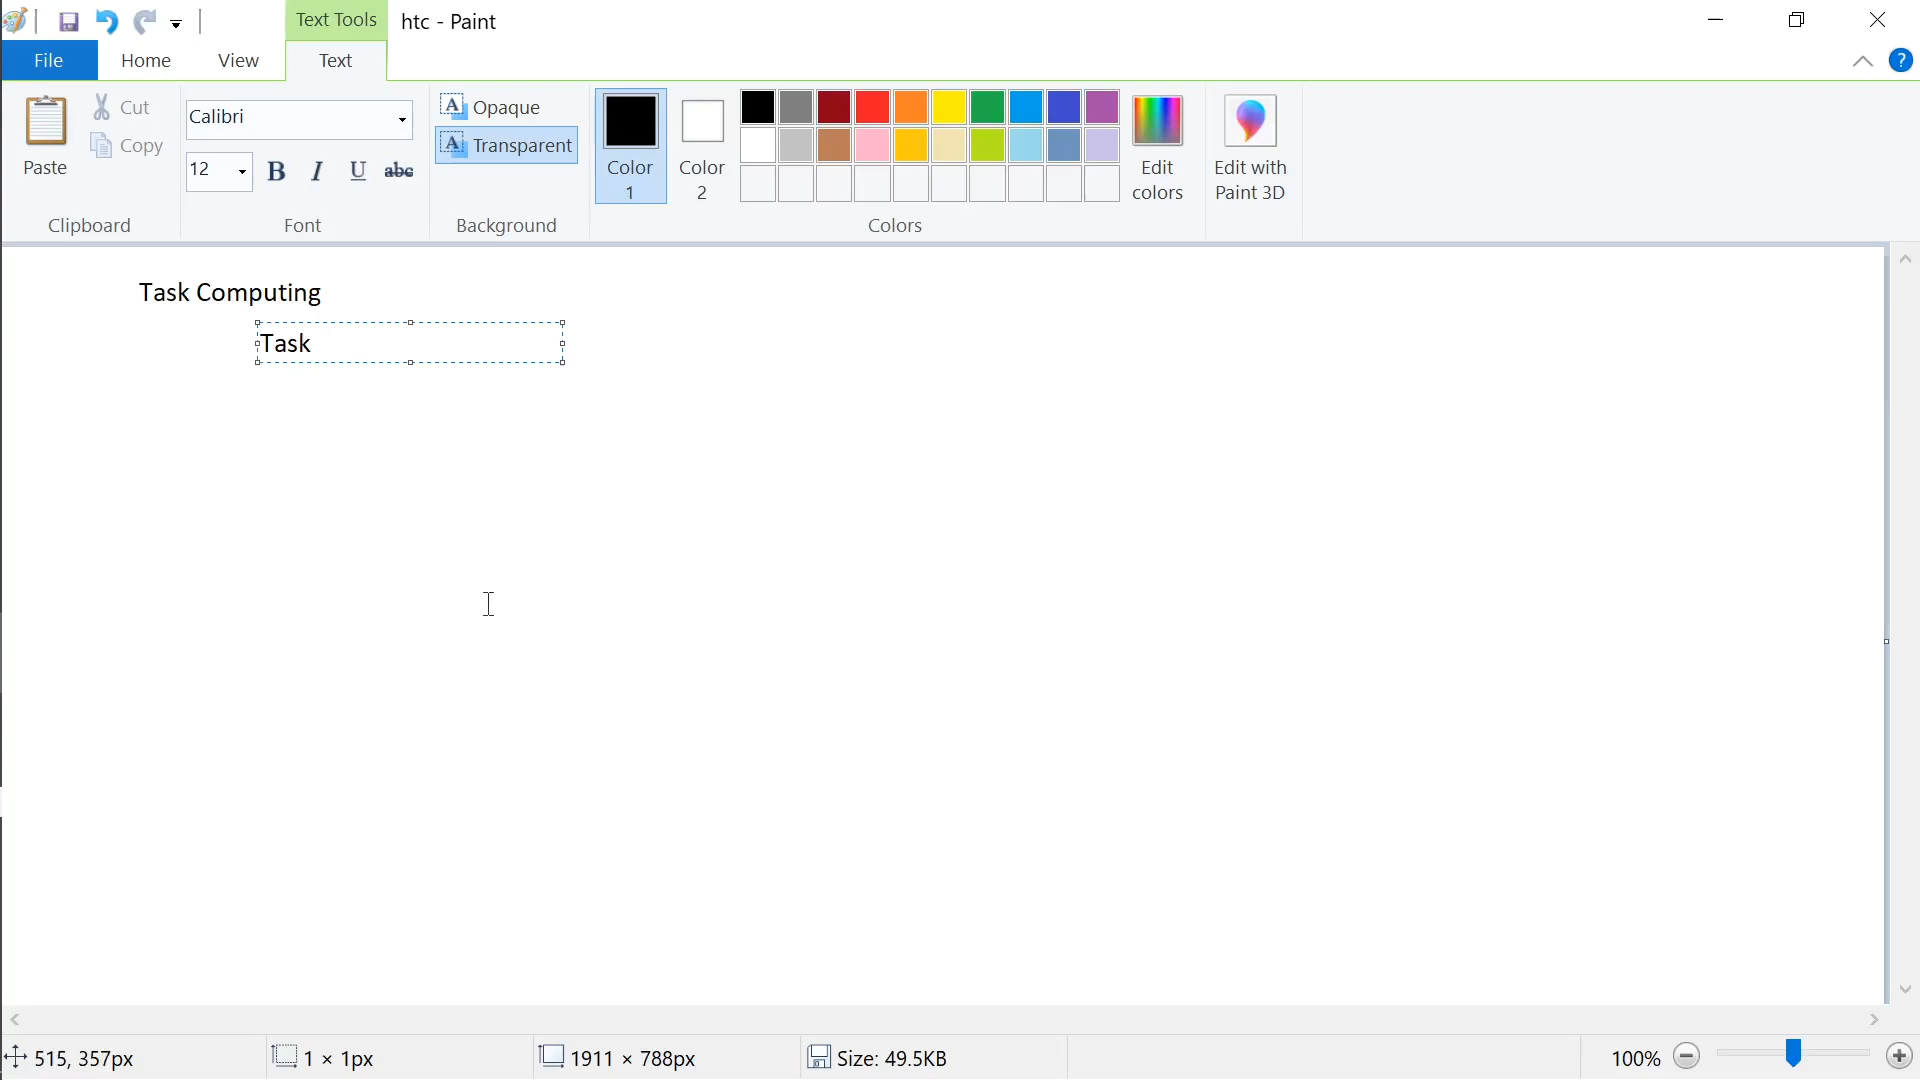 Text Tools
htc - Paint
File
Home
View
Text
?
Paste
Cut
Copy
Clipboard
Calibri
12
B I U abc
Font
A Opaque
A Transparent
Background
Color 1
Color 2
Colors
Edit colors
Edit with Paint 3D
Task Computing
Task
515, 357px
1 × 1px
1911 × 788px
Size: 49.5KB
100%